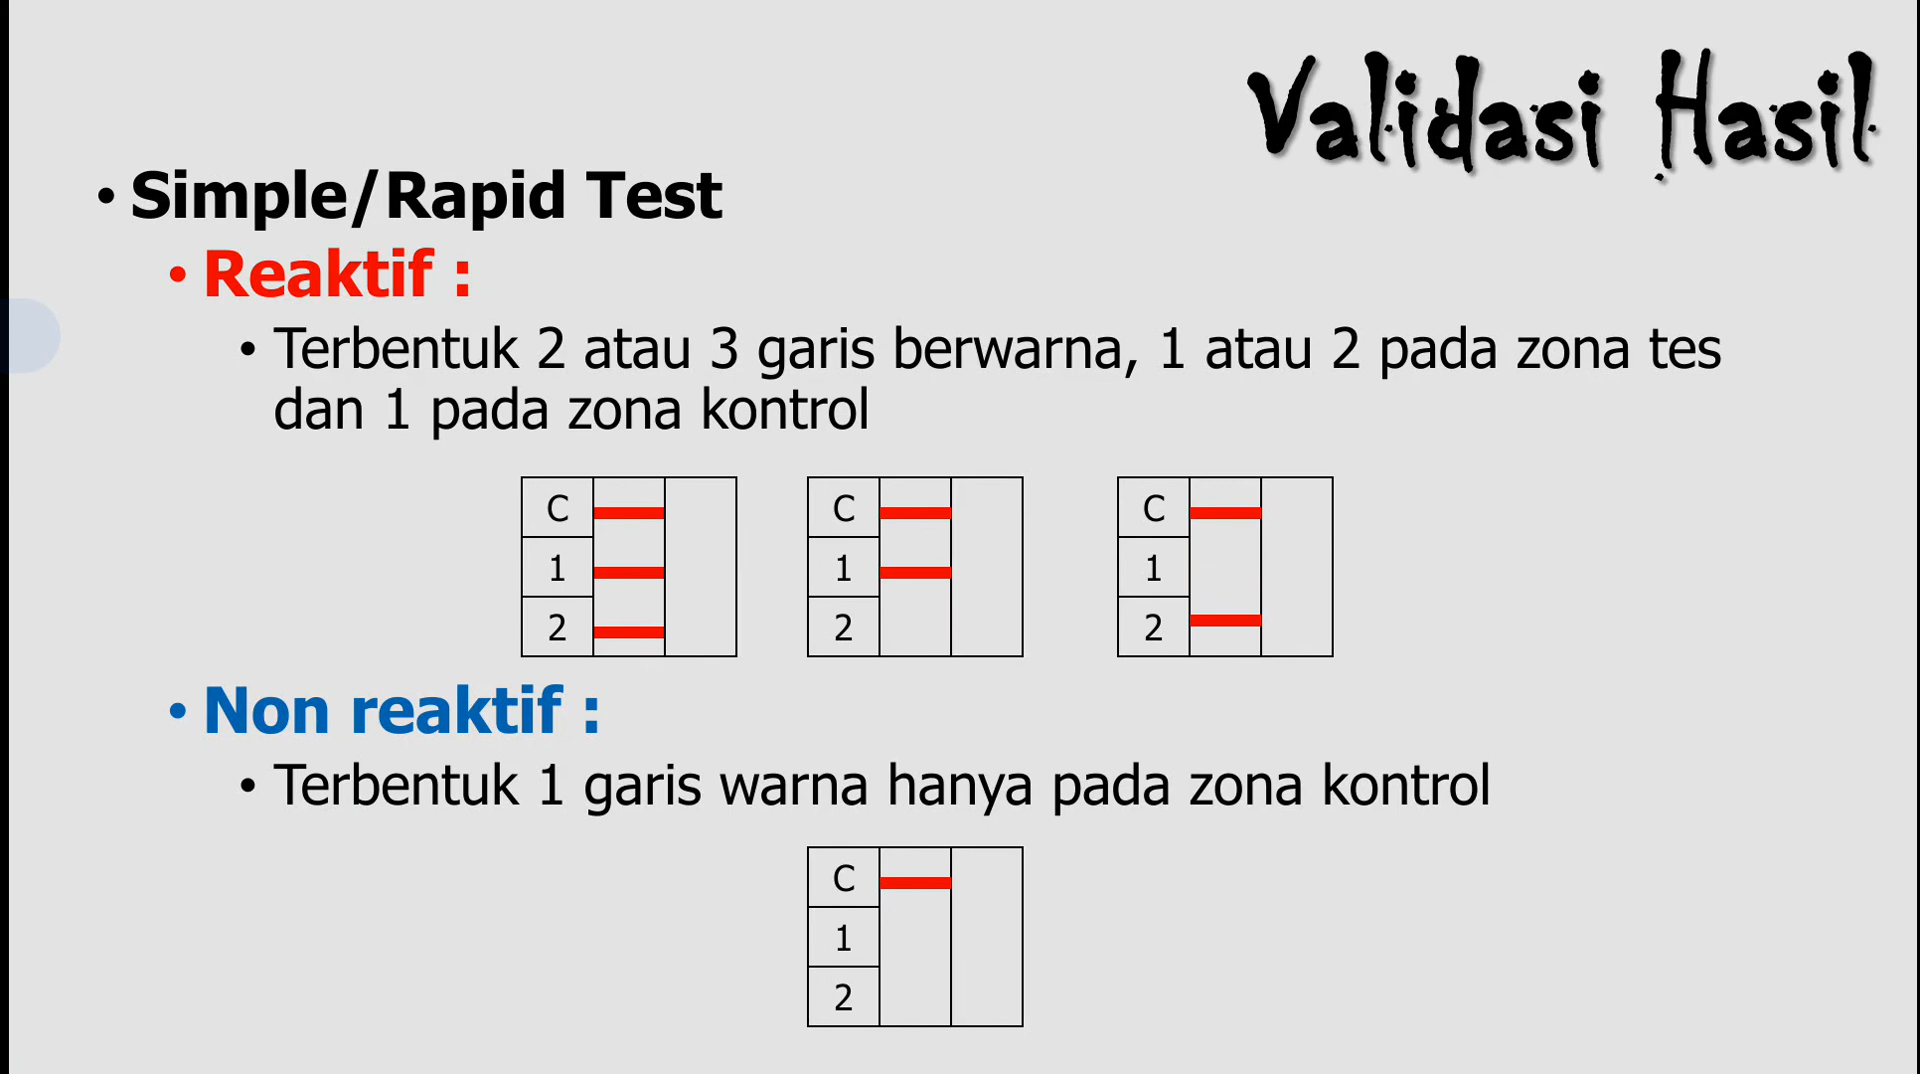 Validasi Hasil
• Simple/Rapid Test
• Reaktif :
• Terbentuk 2 atau 3 garis berwarna, 1 atau 2 pada zona tes
dan 1 pada zona kontrol
C C C
1 1 1
2 2 2
• Non reaktif :
• Terbentuk 1 garis warna hanya pada zona kontrol
C
1
2